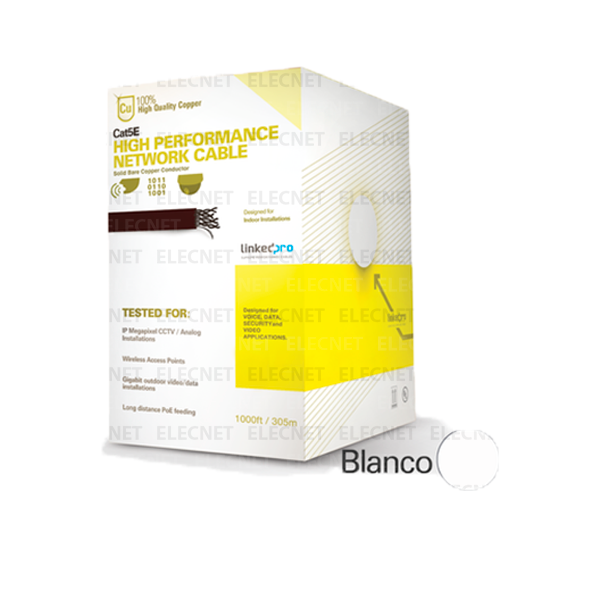 Cu
100%
High Quality Copper
Cat5E
HIGH PERFORMANCE
NETWORK CABLE
Solid Bare Copper Conductor
1011
0110
1001
Designed for
Indoor Installations
linkedpro
TESTED FOR:
IP Megapixel CCTV / Analog
Installations
Wireless Access Points
Gigabit outdoor video/data
installations
Long distance PoE feeding
Designed for
VOICE, DATA,
SECURITY and
VIDEO
APPLICATIONS.
1000ft / 305m
linkedpro
Blanco
ELECNET